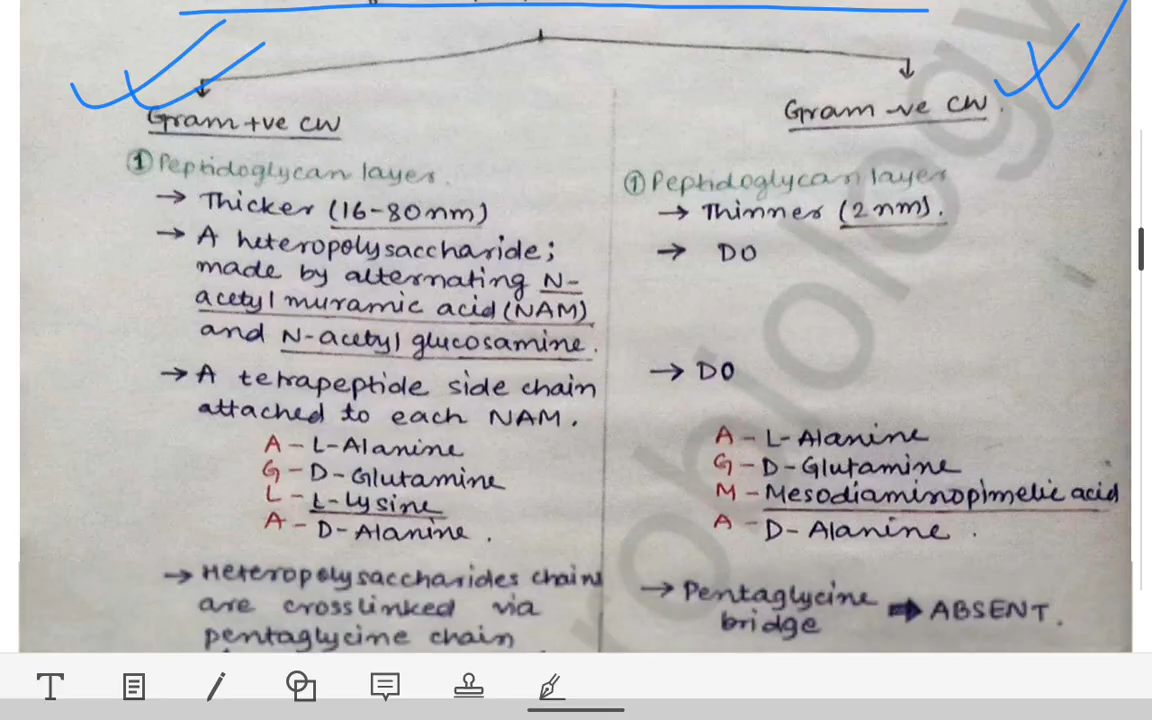 Gram +ve CW
① Peptidoglycan layer.
→ Thicker (16-80nm)
→ A heteropolysaccharide;
made by alternating N-
acetyl muramic acid (NAM)
and N-acetyl glucosamine.
→ A tetrapeptide side chain
attached to each NAM.
A - L-Alanine
G - D-Glutamine
L - L-Lysine
A - D-Alanine.
→ Heteropolysaccharides chains
are crosslinked via
pentaglycine chain
Gram -ve CW.
① Peptidoglycan layer
→ Thinner (2nm).
→ DO
→ DO
A - L-Alanine
G - D-Glutamine
M - Mesodiaminopimelic acid
A - D-Alanine.
→ Pentaglycine
bridge ➡ ABSENT.
T